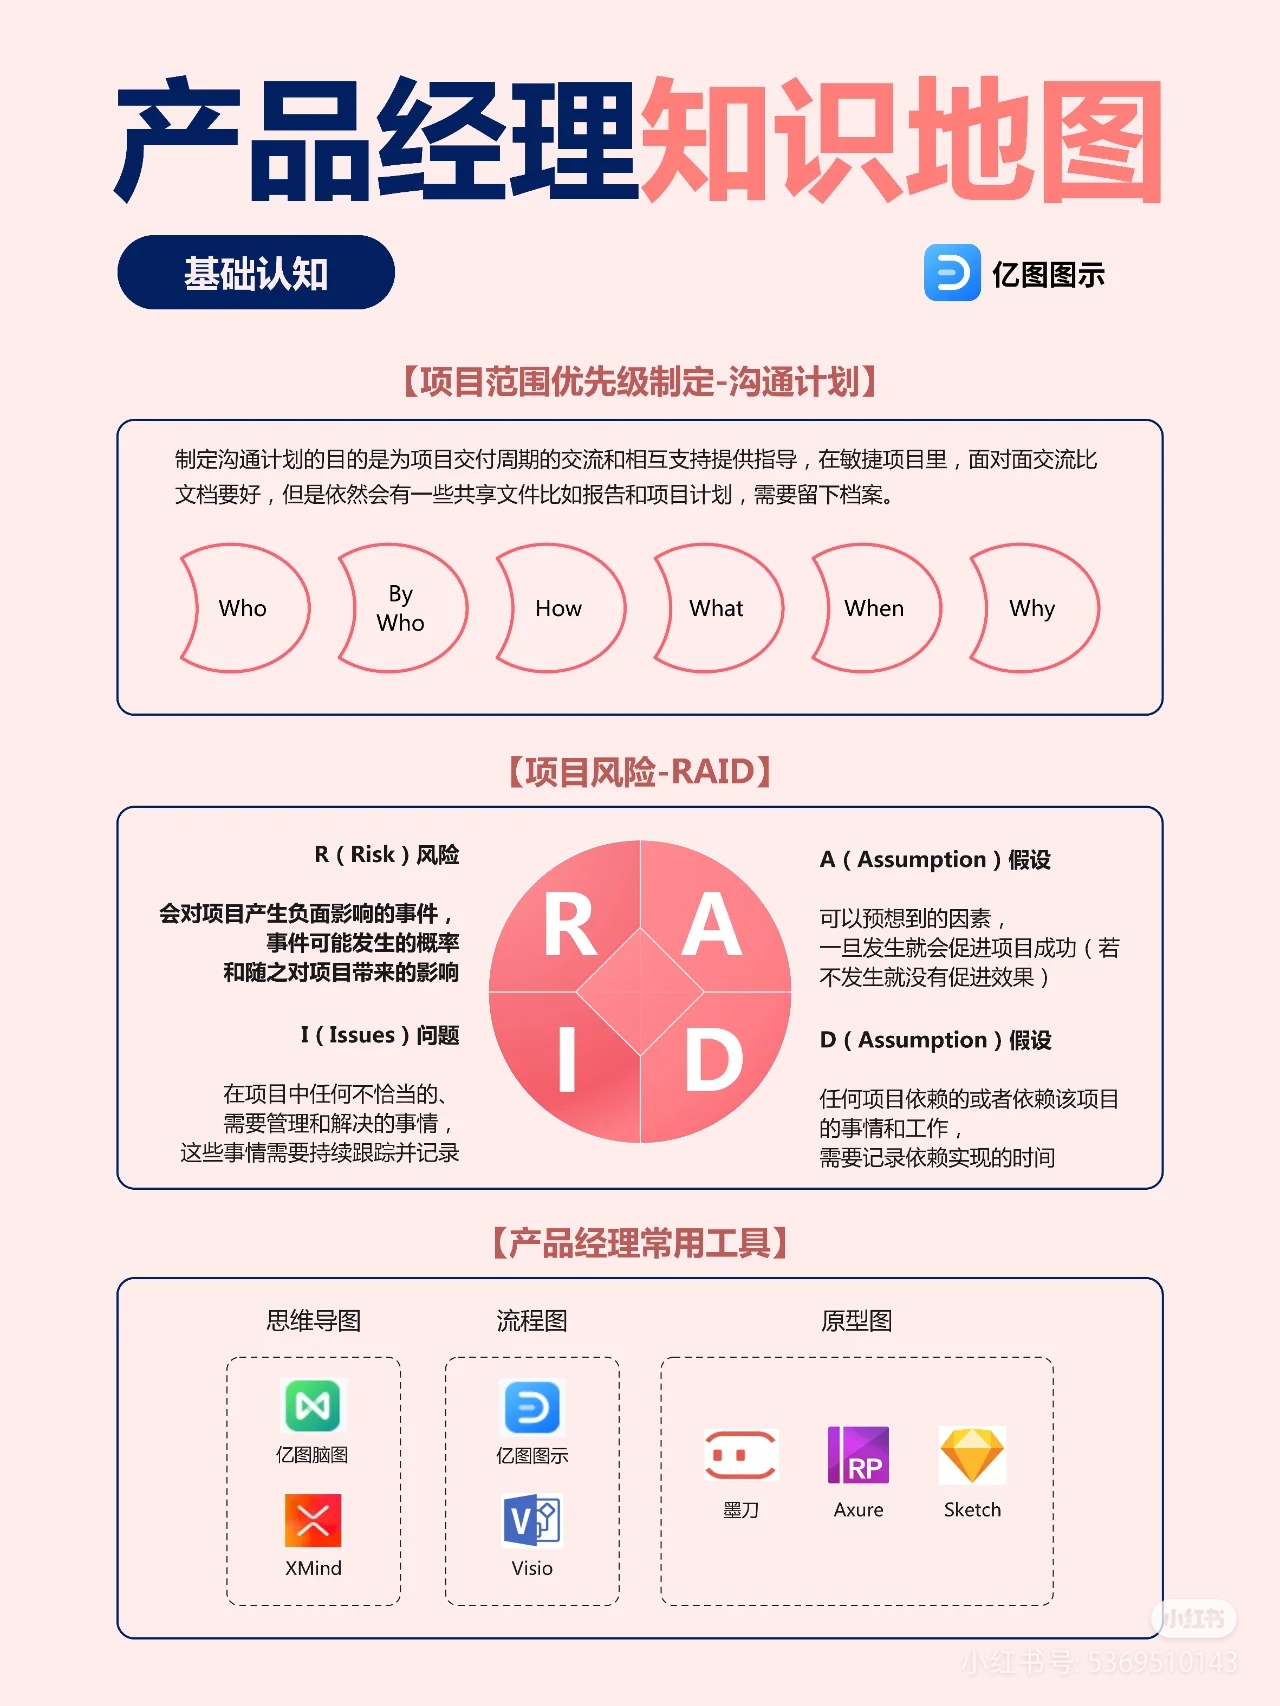 产品经理知识地图
基础认知
亿图图示
【项目范围优先级制定-沟通计划】
制定沟通计划的目的是为项目交付周期的交流和相互支持提供指导，在敏捷项目里，面对面交流比
文档要好，但是依然会有一些共享文件比如报告和项目计划，需要留下档案。
Who
By
Who
How
What
When
Why
【项目风险-RAID】
R（Risk）风险
会对项目产生负面影响的事件，
事件可能发生的概率
和随之对项目带来的影响
I（Issues）问题
在项目中任何不恰当的、
需要管理和解决的事情，
这些事情需要持续跟踪并记录
R
A
I
D
A（Assumption）假设
可以预想到的因素，
一旦发生就会促进项目成功（若
不发生就没有促进效果）
D（Assumption）假设
任何项目依赖的或者依赖该项目
的事情和工作，
需要记录依赖实现的时间
【产品经理常用工具】
思维导图
亿图脑图
XMind
流程图
亿图图示
V
Visio
原型图
墨刀
RP
Axure
Sketch
小红书
小红书号: 5369510143